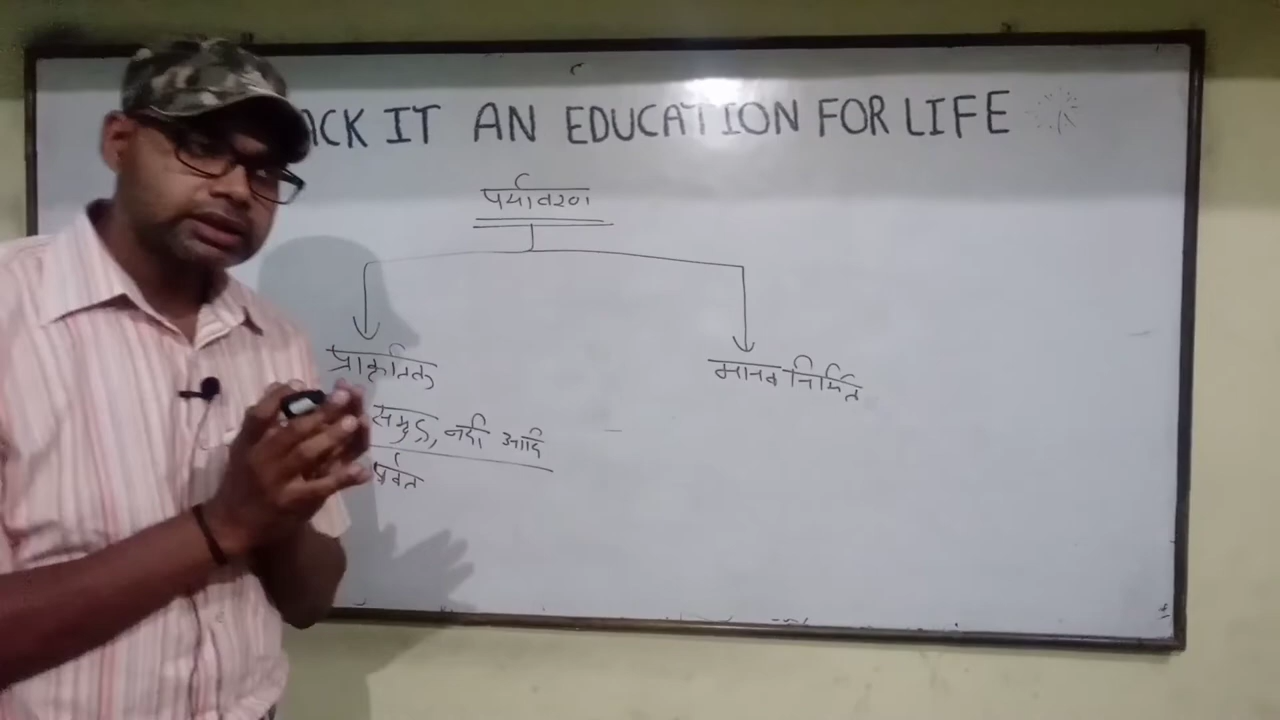 ACK IT AN EDUCATION FOR LIFE
पर्यावरण
प्राकृतिक
मानव निर्मित
समुद्र, नदी आदि
पर्वत